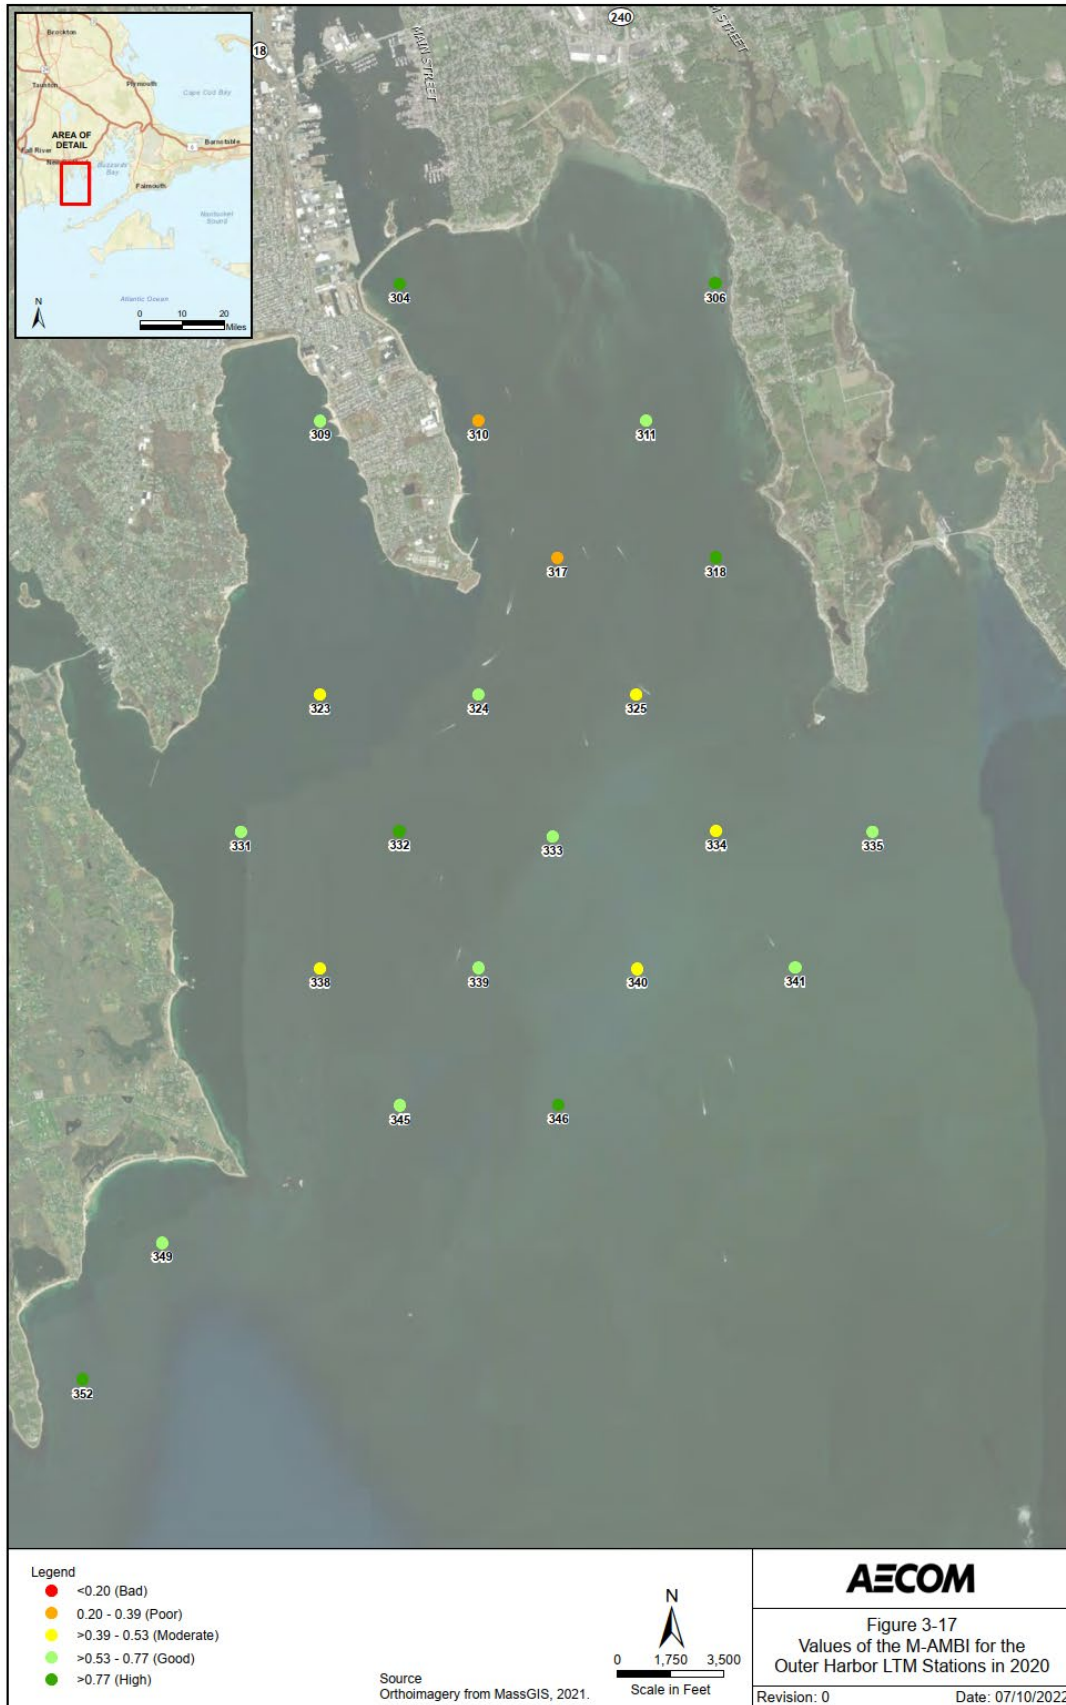 Brockton
Taunton
Plymouth
Cape Cod Bay
AREA OF
DETAIL
Fall River
Barnstable
6
Buzzards
Bay
Falmouth
Nantucket
Sound
Atlantic Ocean
N
0 10 20
Miles
18
240
MAIN STREET
M STREET
304
306
309
310
311
317
318
323
324
325
331
332
333
334
335
338
339
340
341
345
346
349
352
Legend
<0.20 (Bad)
0.20 - 0.39 (Poor)
>0.39 - 0.53 (Moderate)
>0.53 - 0.77 (Good)
>0.77 (High)
Source
Orthoimagery from MassGIS, 2021.
N
0 1,750 3,500
Scale in Feet
AECOM
Figure 3-17
Values of the M-AMBI for the
Outer Harbor LTM Stations in 2020
Revision: 0 Date: 07/10/2022